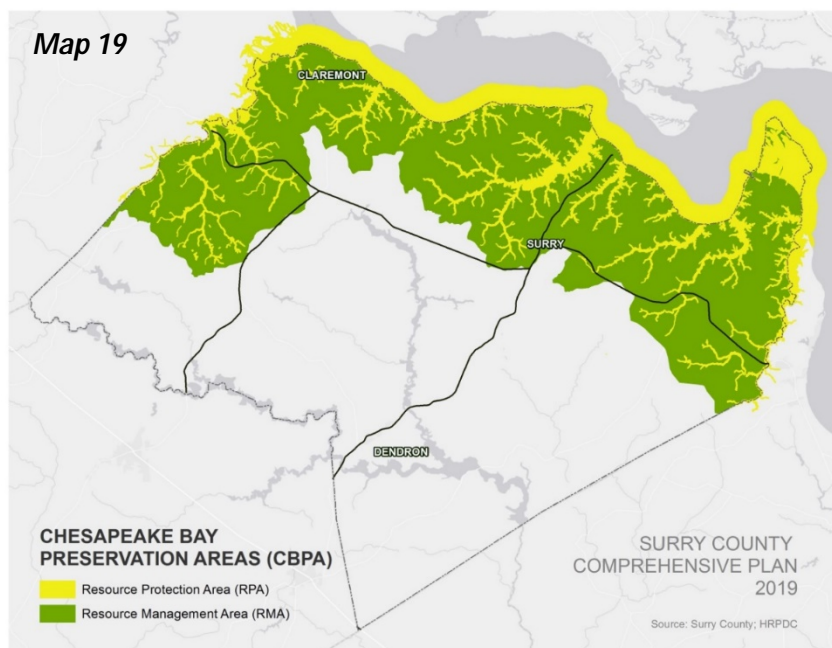 Map 19
CLAREMONT
SURRY
DENDRON
CHESAPEAKE BAY
PRESERVATION AREAS (CBPA)
Resource Protection Area (RPA)
Resource Management Area (RMA)
SURRY COUNTY
COMPREHENSIVE PLAN
2019
Source: Surry County; HRPDC